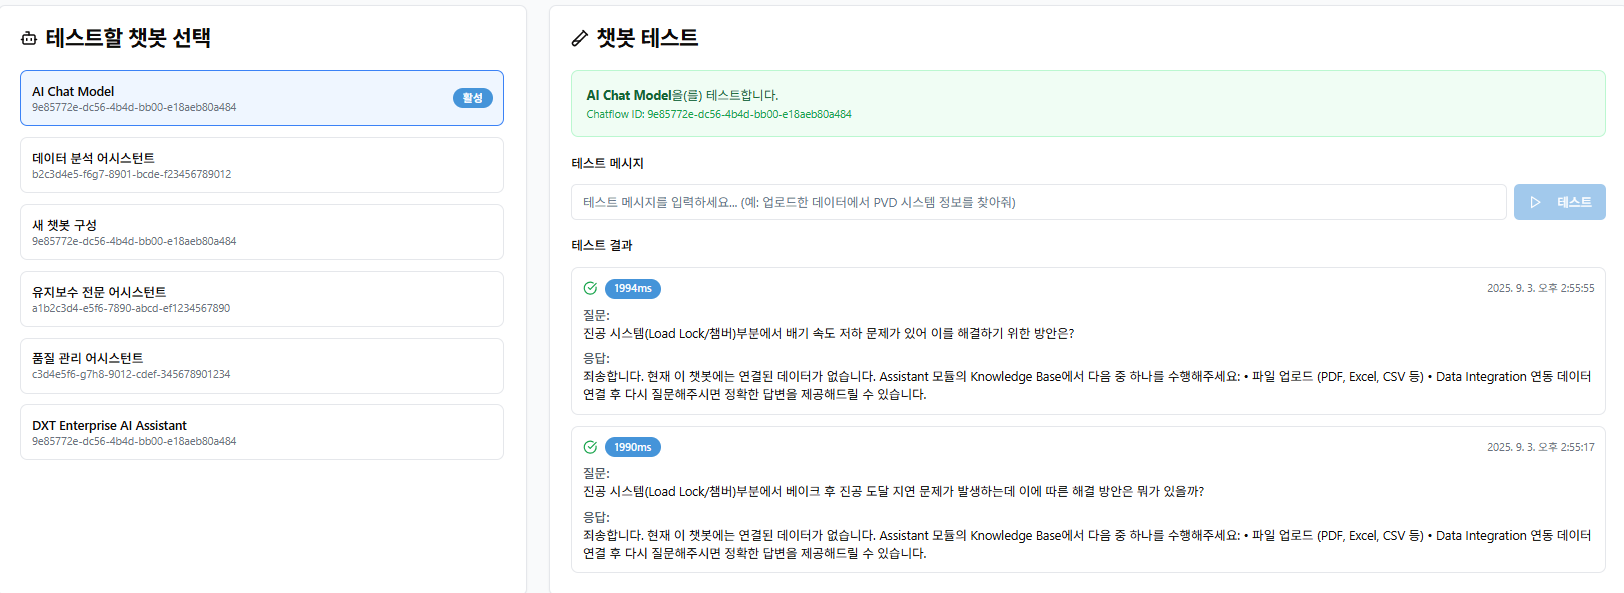 테스트할 챗봇 선택
AI Chat Model
9e85772e-dc56-4b4d-bb00-e18aeb80a484
활성
데이터 분석 어시스턴트
b2c3d4e5-f6g7-8901-bcde-f23456789012
새 챗봇 구성
9e85772e-dc56-4b4d-bb00-e18aeb80a484
유지보수 전문 어시스턴트
a1b2c3d4-e5f6-7890-abcd-ef1234567890
품질 관리 어시스턴트
c3d4e5f6-g7h8-9012-cdef-345678901234
DXT Enterprise AI Assistant
9e85772e-dc56-4b4d-bb00-e18aeb80a484
챗봇 테스트
AI Chat Model을(를) 테스트합니다.
Chatflow ID: 9e85772e-dc56-4b4d-bb00-e18aeb80a484
테스트 메시지
테스트 메시지를 입력하세요... (예: 업로드한 데이터에서 PVD 시스템 정보를 찾아줘)
테스트
테스트 결과
1994ms
2025. 9. 3. 오후 2:55:55
질문:
진공 시스템(Load Lock/챔버)부분에서 배기 속도 저하 문제가 있어 이를 해결하기 위한 방안은?
응답:
죄송합니다. 현재 이 챗봇에는 연결된 데이터가 없습니다. Assistant 모듈의 Knowledge Base에서 다음 중 하나를 수행해주세요: • 파일 업로드 (PDF, Excel, CSV 등) • Data Integration 연동 데이터
연결 후 다시 질문해주시면 정확한 답변을 제공해드릴 수 있습니다.
1990ms
2025. 9. 3. 오후 2:55:17
질문:
진공 시스템(Load Lock/챔버)부분에서 베이크 후 진공 도달 지연 문제가 발생하는데 이에 따른 해결 방안은 뭐가 있을까?
응답:
죄송합니다. 현재 이 챗봇에는 연결된 데이터가 없습니다. Assistant 모듈의 Knowledge Base에서 다음 중 하나를 수행해주세요: • 파일 업로드 (PDF, Excel, CSV 등) • Data Integration 연동 데이터
연결 후 다시 질문해주시면 정확한 답변을 제공해드릴 수 있습니다.